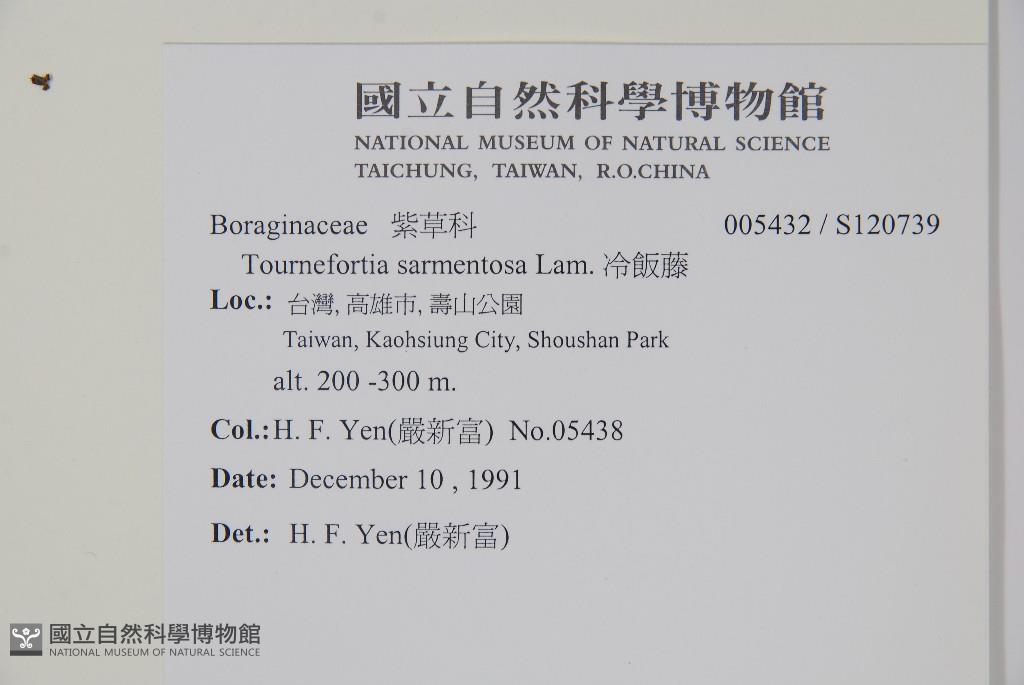 國立自然科學博物館
NATIONAL MUSEUM OF NATURAL SCIENCE
TAICHUNG, TAIWAN, R.O.CHINA
Boraginaceae 紫草科 005432 / S120739
Tournefortia sarmentosa Lam. 冷飯藤
Loc.: 台灣, 高雄市, 壽山公園
Taiwan, Kaohsiung City, Shoushan Park
alt. 200 -300 m.
Col.: H. F. Yen(嚴新富) No.05438
Date: December 10 , 1991
Det.: H. F. Yen(嚴新富)
國立自然科學博物館
NATIONAL MUSEUM OF NATURAL SCIENCE